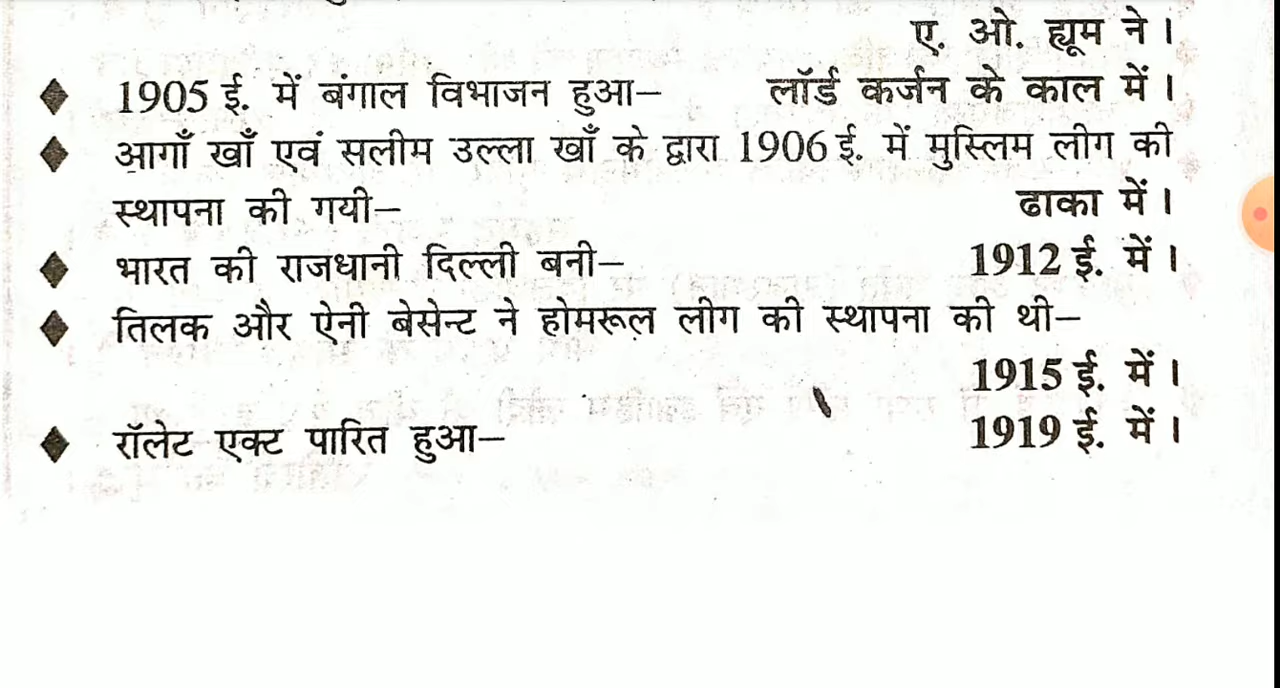 ए. ओ. ह्यूम ने।
1905 ई. में बंगाल विभाजन हुआ– लॉर्ड कर्जन के काल में।
आगाँ खाँ एवं सलीम उल्ला खाँ के द्वारा 1906 ई. में मुस्लिम लीग की
स्थापना की गयी– ढाका में।
भारत की राजधानी दिल्ली बनी– 1912 ई. में।
तिलक और ऐनी बेसेन्ट ने होमरूल लीग की स्थापना की थी–
1915 ई. में।
रॉलेट एक्ट पारित हुआ– 1919 ई. में।